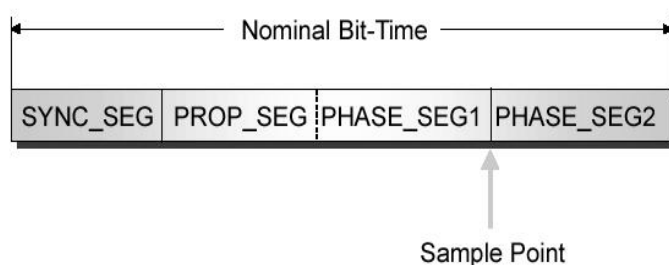 Nominal Bit-Time
SYNC_SEG PROP_SEG PHASE_SEG1 PHASE_SEG2
Sample Point